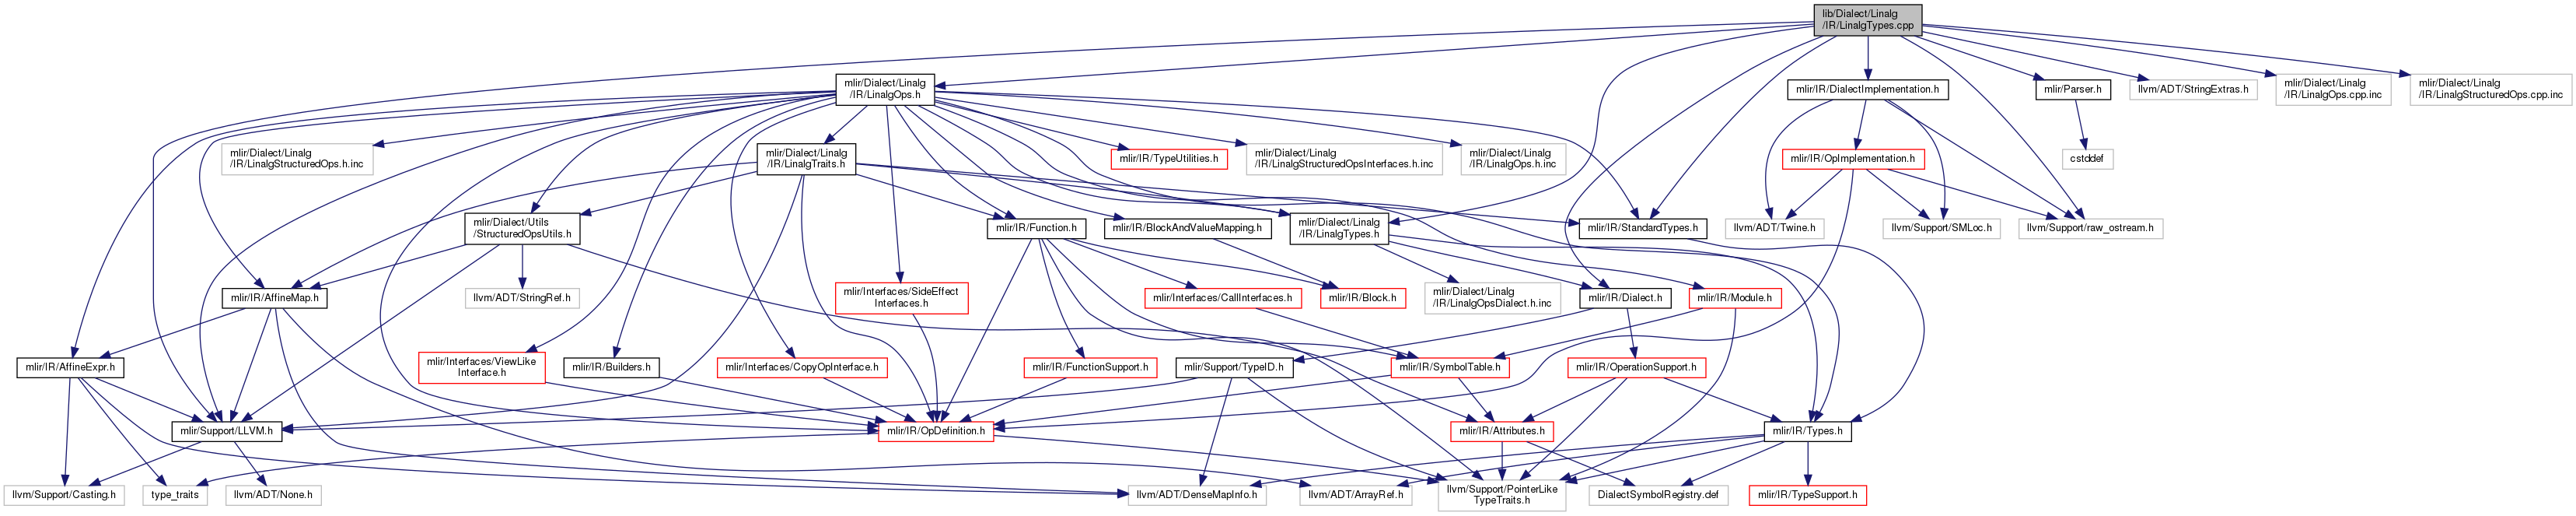 lib/Dialect/Linalg
/IR/LinalgTypes.cpp
mlir/Dialect/Linalg
/IR/LinalgOps.h
mlir/IR/DialectImplementation.h
mlir/Parser.h
llvm/ADT/StringExtras.h
mlir/Dialect/Linalg
/IR/LinalgOps.cpp.inc
mlir/Dialect/Linalg
/IR/LinalgStructuredOps.cpp.inc
mlir/Dialect/Linalg
/IR/LinalgStructuredOps.h.inc
mlir/Dialect/Linalg
/IR/LinalgTraits.h
mlir/IR/TypeUtilities.h
mlir/Dialect/Linalg
/IR/LinalgStructuredOpsInterfaces.h.inc
mlir/Dialect/Linalg
/IR/LinalgOps.h.inc
mlir/IR/OpImplementation.h
cstddef
mlir/Dialect/Utils
/StructuredOpsUtils.h
mlir/IR/Function.h
mlir/IR/BlockAndValueMapping.h
mlir/Dialect/Linalg
/IR/LinalgTypes.h
mlir/IR/StandardTypes.h
llvm/ADT/Twine.h
llvm/Support/SMLoc.h
llvm/Support/raw_ostream.h
mlir/IR/AffineMap.h
llvm/ADT/StringRef.h
mlir/Interfaces/SideEffect
Interfaces.h
mlir/Interfaces/CallInterfaces.h
mlir/IR/Block.h
mlir/Dialect/Linalg
/IR/LinalgOpsDialect.h.inc
mlir/IR/Dialect.h
mlir/IR/Module.h
mlir/IR/AffineExpr.h
mlir/Interfaces/ViewLike
Interface.h
mlir/IR/Builders.h
mlir/Interfaces/CopyOpInterface.h
mlir/IR/FunctionSupport.h
mlir/Support/TypeID.h
mlir/IR/SymbolTable.h
mlir/IR/OperationSupport.h
mlir/Support/LLVM.h
mlir/IR/OpDefinition.h
mlir/IR/Attributes.h
mlir/IR/Types.h
llvm/Support/Casting.h
type_traits
llvm/ADT/None.h
llvm/ADT/DenseMapInfo.h
llvm/ADT/ArrayRef.h
llvm/Support/PointerLike
TypeTraits.h
DialectSymbolRegistry.def
mlir/IR/TypeSupport.h